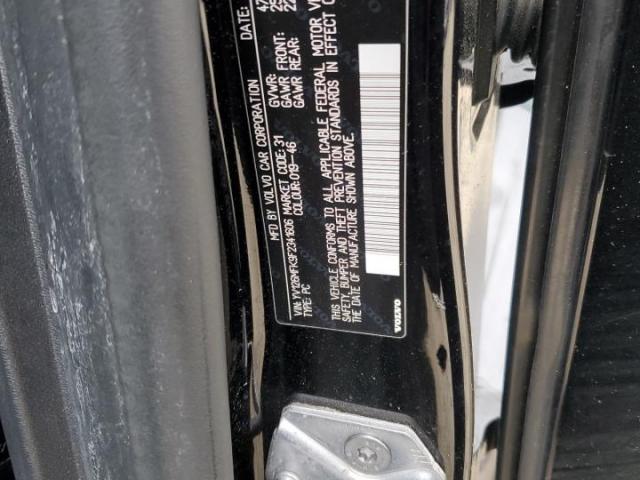 MFD BY VOLVO CAR CORPORATION
VIN: YV126MFK9F2341606 MARKET CODE: 31
TYPE: PC COLOUR: 019-46
DATE:
GVWR:
GAWR FRONT:
GAWR REAR:
THIS VEHICLE CONFORMS TO ALL APPLICABLE FEDERAL MOTOR
SAFETY, BUMPER AND THEFT PREVENTION STANDARDS IN EFFECT
THE DATE OF MANUFACTURE SHOWN ABOVE.
VOLVO